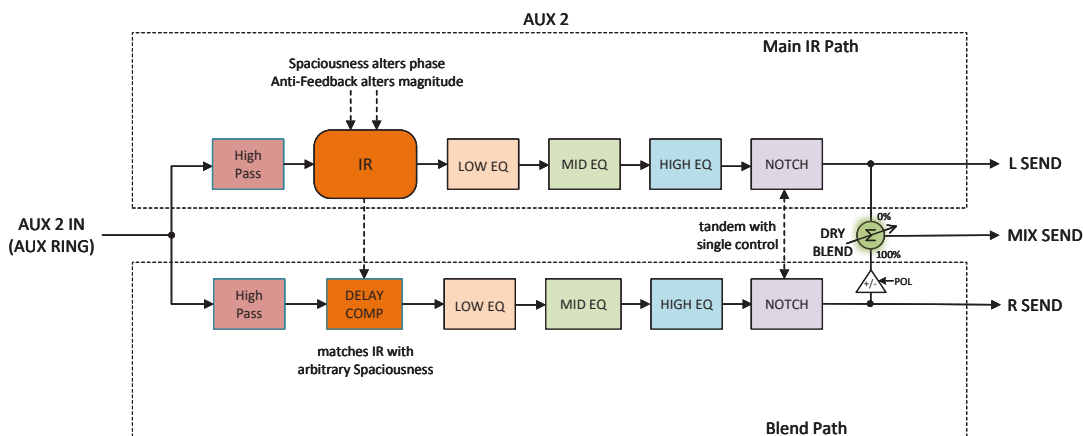 AUX 2
Main IR Path
Spaciousness alters phase
Anti-Feedback alters magnitude
High
Pass
IR
LOW EQ
MID EQ
HIGH EQ
NOTCH
L SEND
AUX 2 IN
(AUX RING)
tandem with
single control
0%
DRY
BLEND
Σ
100%
MIX SEND
+/-
POL
High
Pass
DELAY
COMP
LOW EQ
MID EQ
HIGH EQ
NOTCH
R SEND
matches IR with
arbitrary Spaciousness
Blend Path